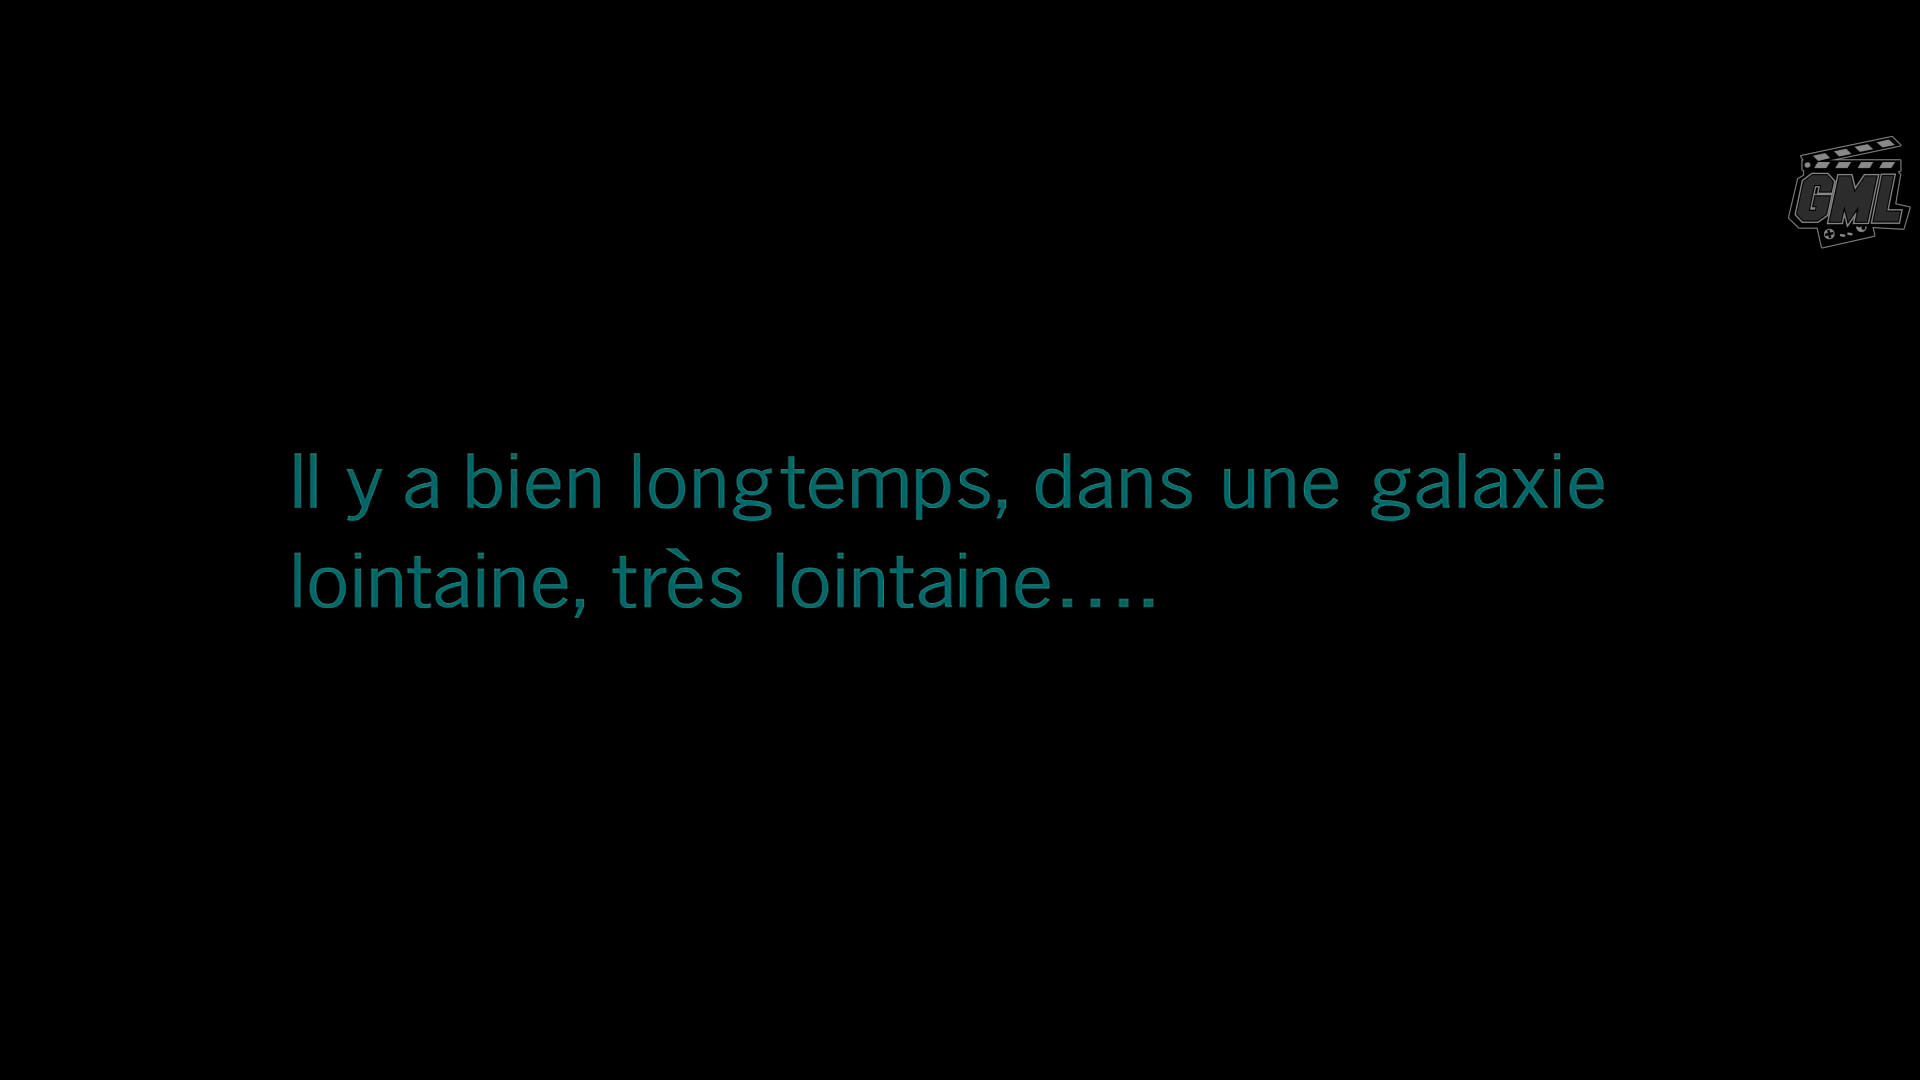 GML
Il y a bien longtemps, dans une galaxie
lointaine, très lointaine....